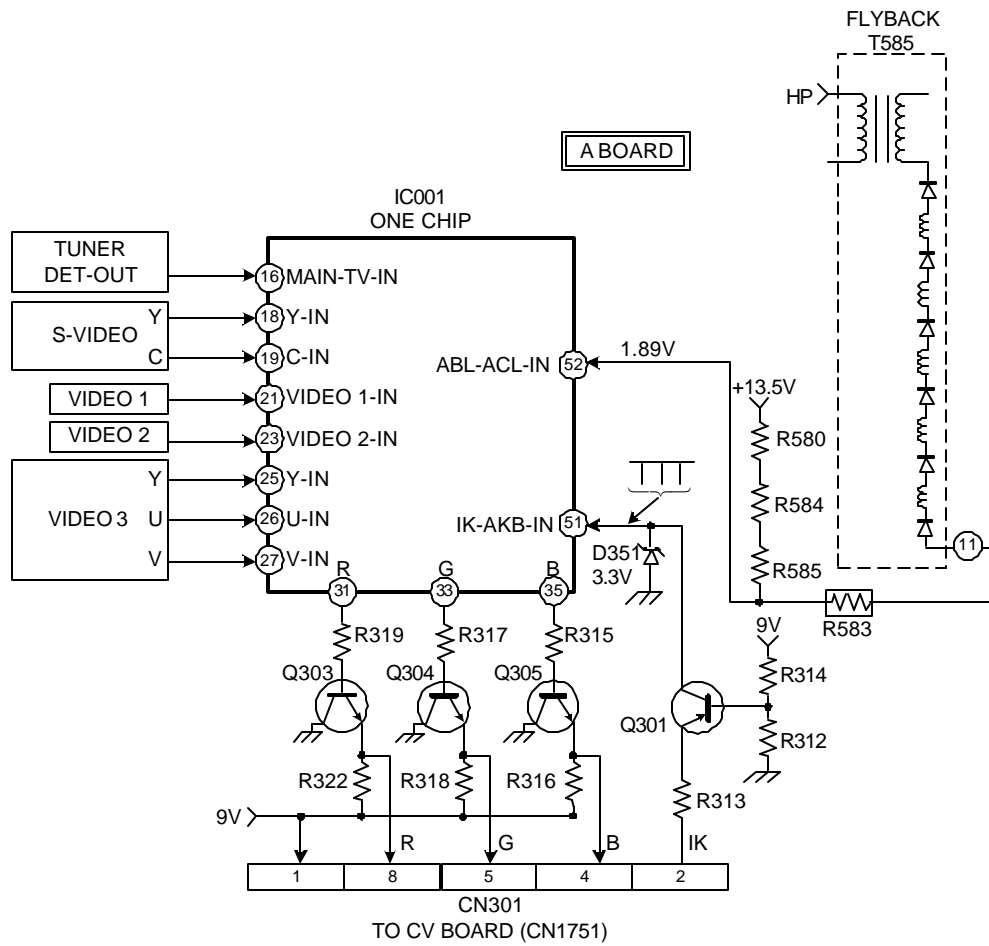 FLYBACK
T585
HP
A BOARD
IC001
ONE CHIP
TUNER
DET-OUT
16 MAIN-TV-IN
S-VIDEO
Y
18 Y-IN
C
19 C-IN
ABL-ACL-IN 52
1.89V
VIDEO 1
21 VIDEO 1-IN
+13.5V
VIDEO 2
23 VIDEO 2-IN
R580
VIDEO 3
Y
25 Y-IN
R584
U
26 U-IN
IK-AKB-IN 51
V
27 V-IN
D351
3.3V
R585
11
R
31
G
33
B
35
R583
9V
R319
R317
R315
R314
Q303
Q304
Q305
Q301
R312
R322
R318
R316
R313
9V
R
G
B
IK
1
8
5
4
2
CN301
TO CV BOARD (CN1751)